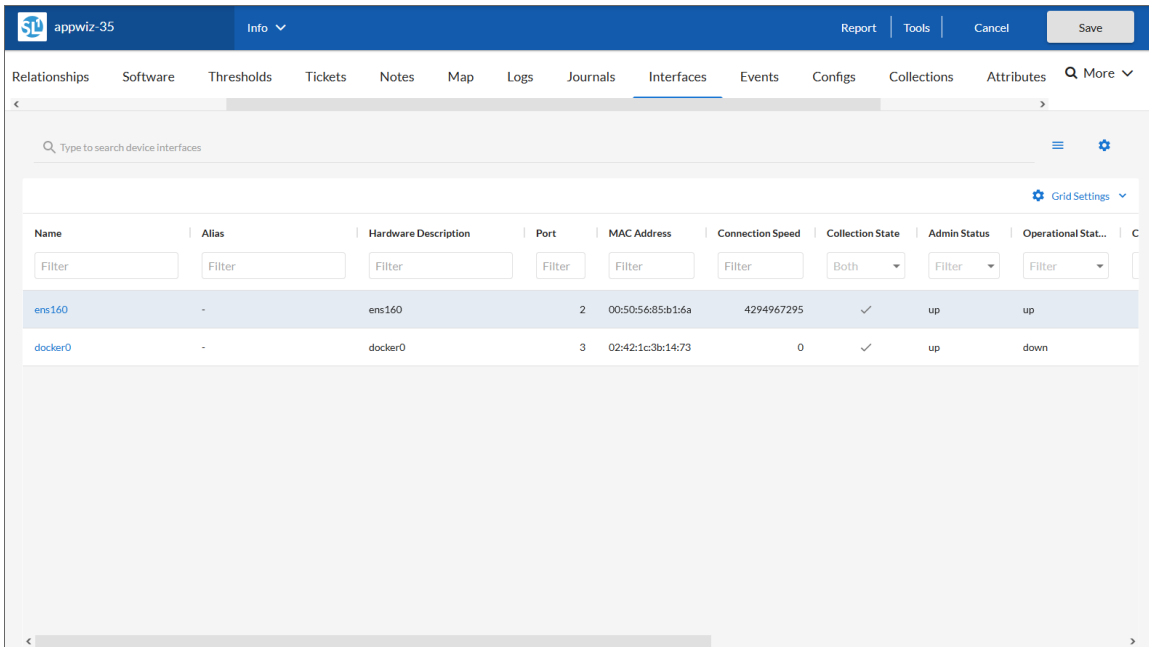 SL1 appwiz-35 Info Report Tools Cancel Save
Relationships Software Thresholds Tickets Notes Map Logs Journals Interfaces Events Configs Collections Attributes More
Type to search device interfaces
Grid Settings
Name Alias Hardware Description Port MAC Address Connection Speed Collection State Admin Status Operational Stat... C
Filter Filter Filter Filter Filter Filter Both Filter Filter
ens160 - ens160 2 00:50:56:85:b1:6a 4294967295 up up
docker0 - docker0 3 02:42:1c:3b:14:73 0 up down